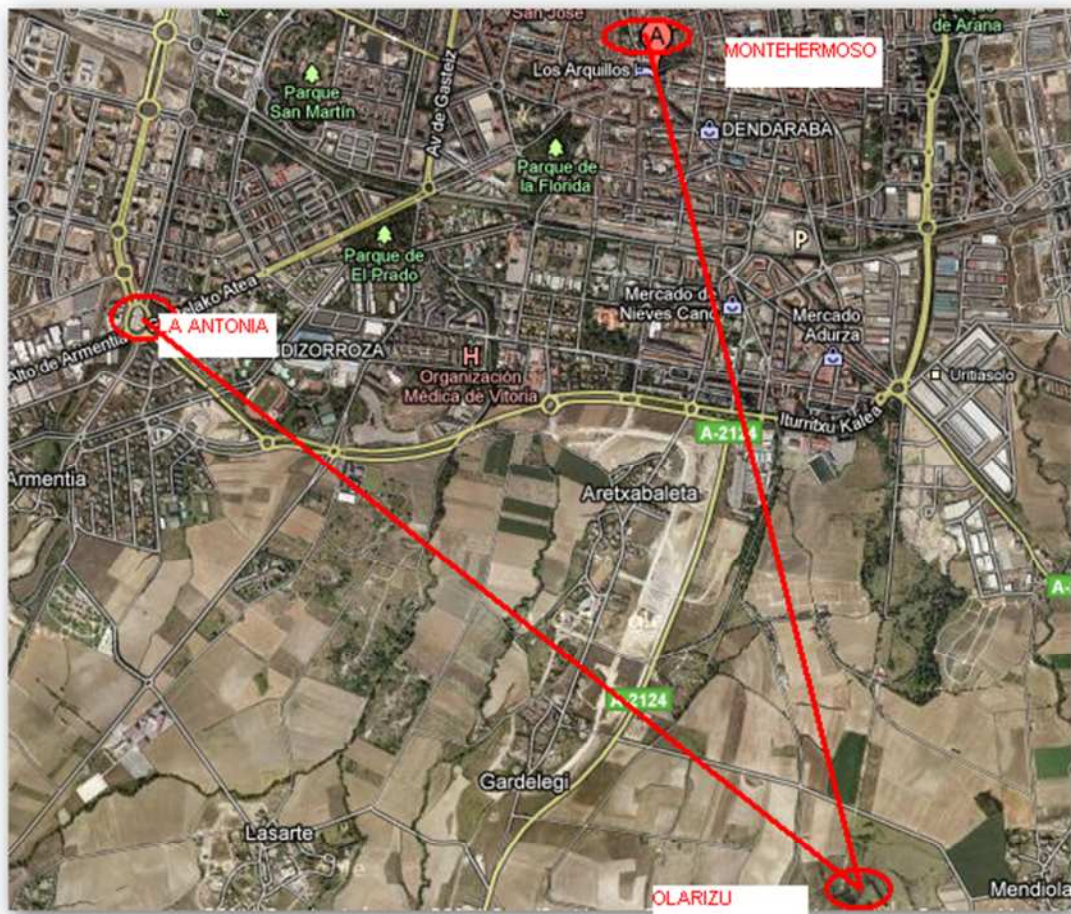 San José
de Arana
A
MONTEHERMOSO
Los Arquillos
Parque
San Martín
Av de Gasteiz
DENDARABA
Parque de
la Florida
P
Parque de
El Prado
Mercado de
Nieves Cano
Mercado
Adurza
LA ANTONIA
Alto de Armentia
DIZORROZA
H
Organización
Médica de Vitoria
Uritiasolo
Iturritxu Kalea
A-2124
Armentia
Aretxabaleta
A-2124
Gardelegi
Lasarte
OLARIZU
Mendiola